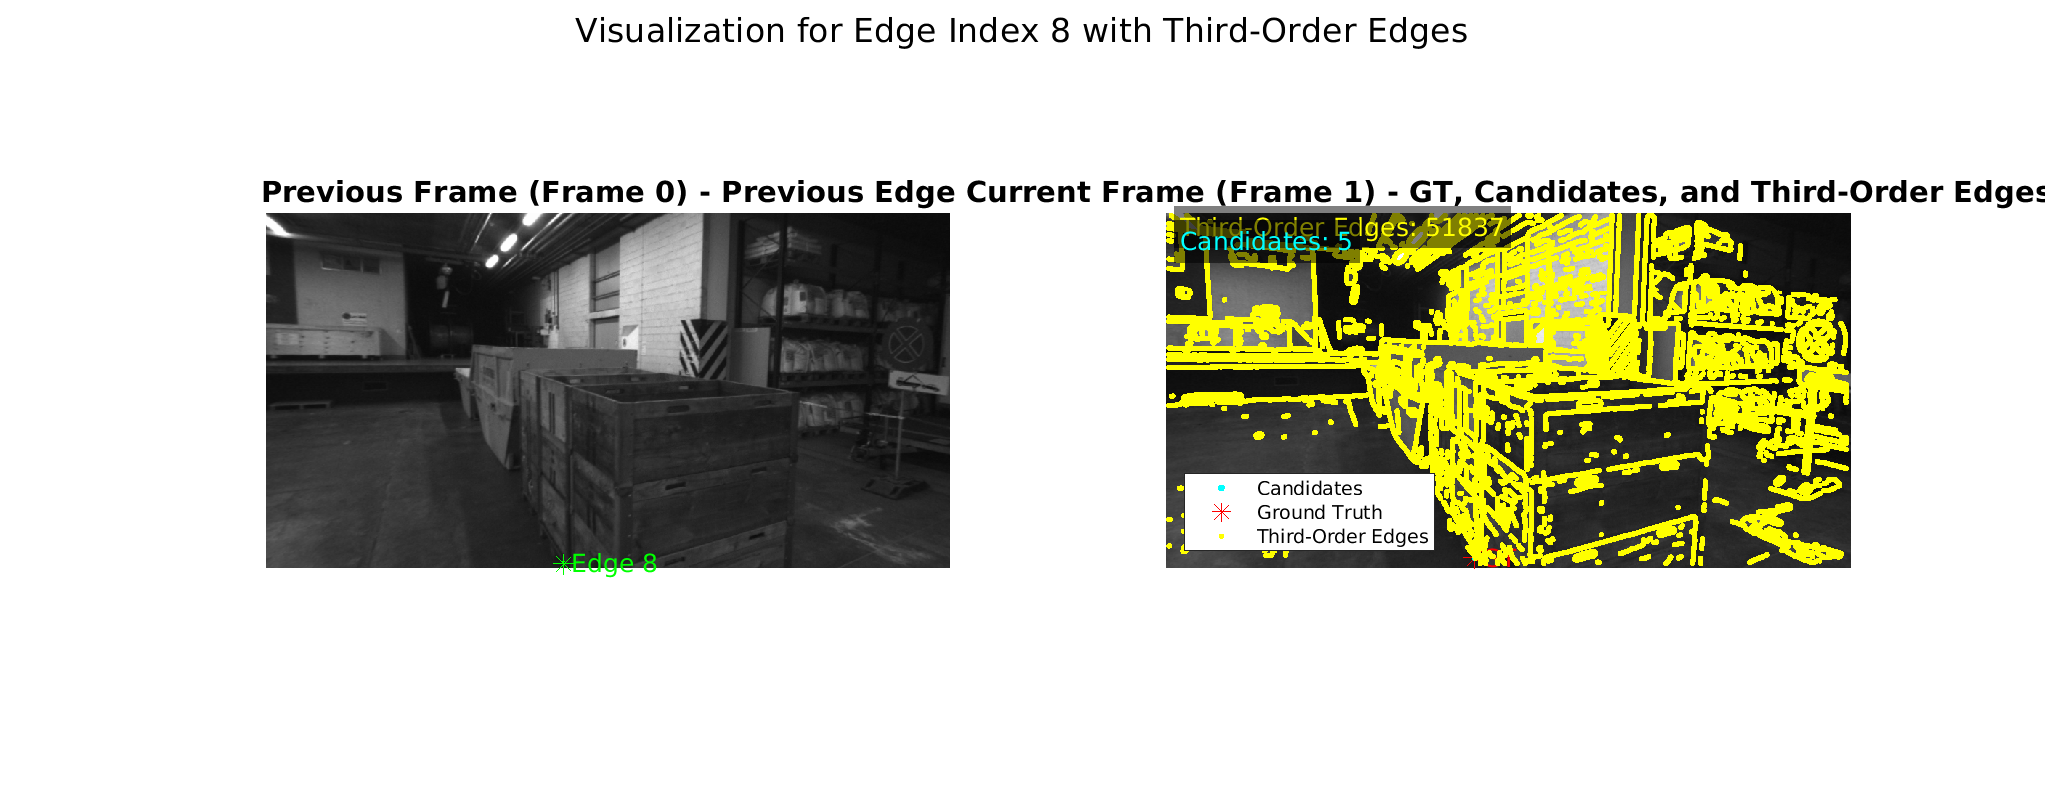 Visualization for Edge Index 8 with Third-Order Edges
Previous Frame (Frame 0) - Previous Edge
Current Frame (Frame 1) - GT, Candidates, and Third-Order Edges
Edge 8
Third-Order Edges: 51837
Candidates: 5
Candidates
Ground Truth
Third-Order Edges